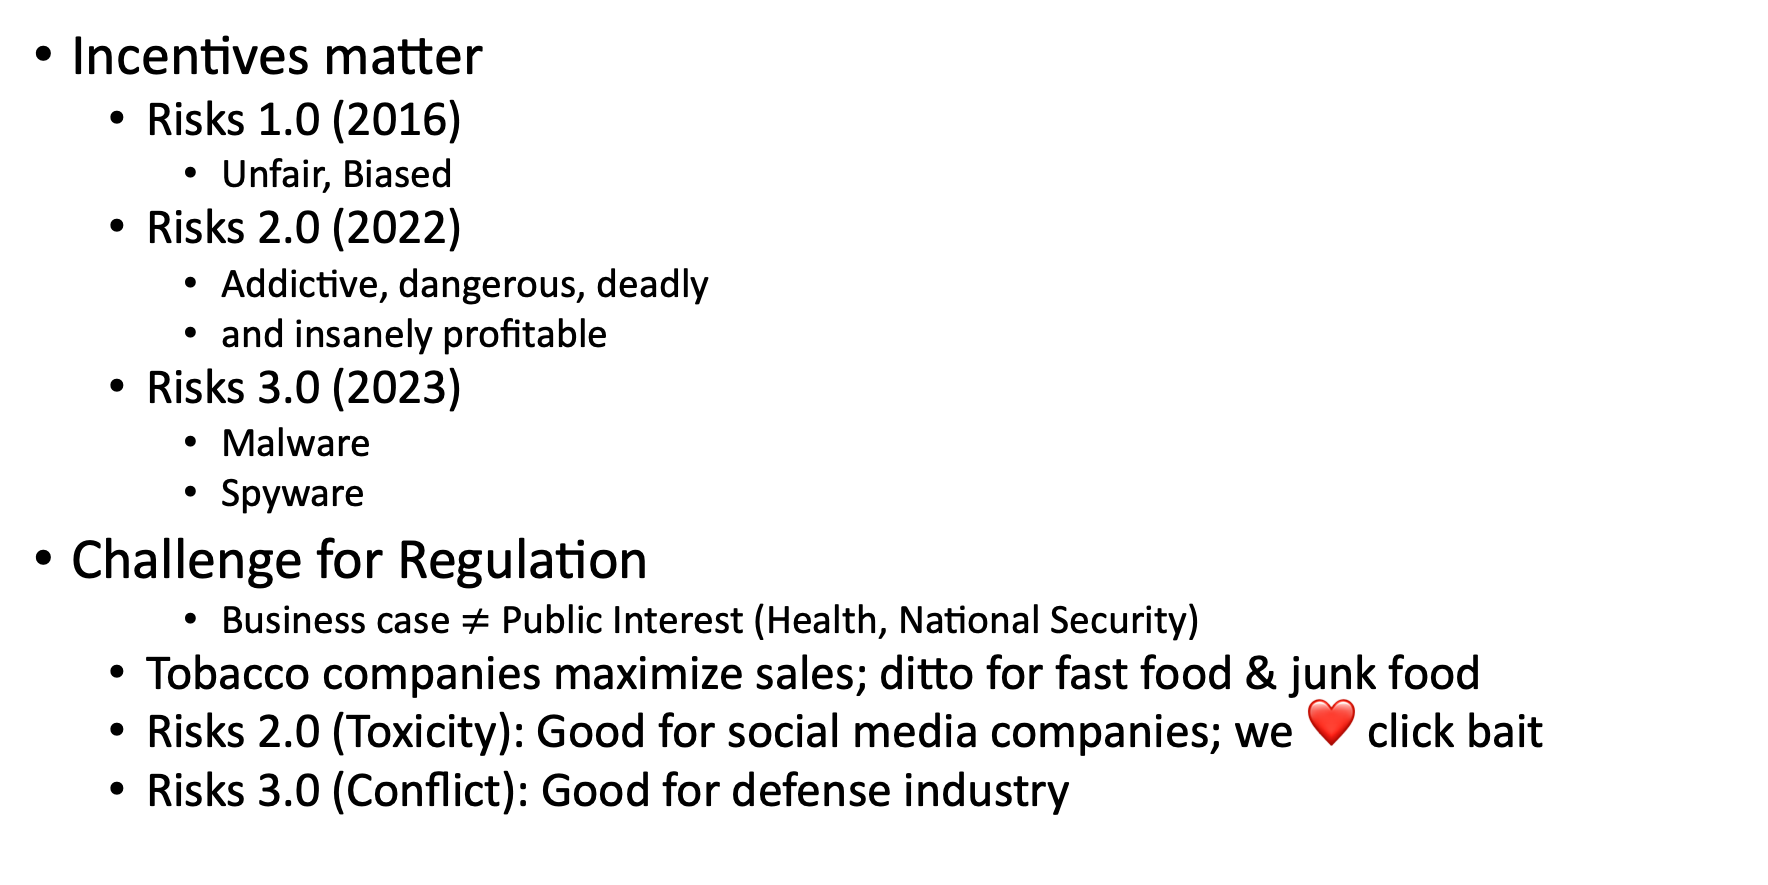 • Incentives matter
• Risks 1.0 (2016)
• Unfair, Biased
• Risks 2.0 (2022)
• Addictive, dangerous, deadly
• and insanely profitable
• Risks 3.0 (2023)
• Malware
• Spyware
• Challenge for Regulation
• Business case ≠ Public Interest (Health, National Security)
• Tobacco companies maximize sales; ditto for fast food & junk food
• Risks 2.0 (Toxicity): Good for social media companies; we ❤️ click bait
• Risks 3.0 (Conflict): Good for defense industry